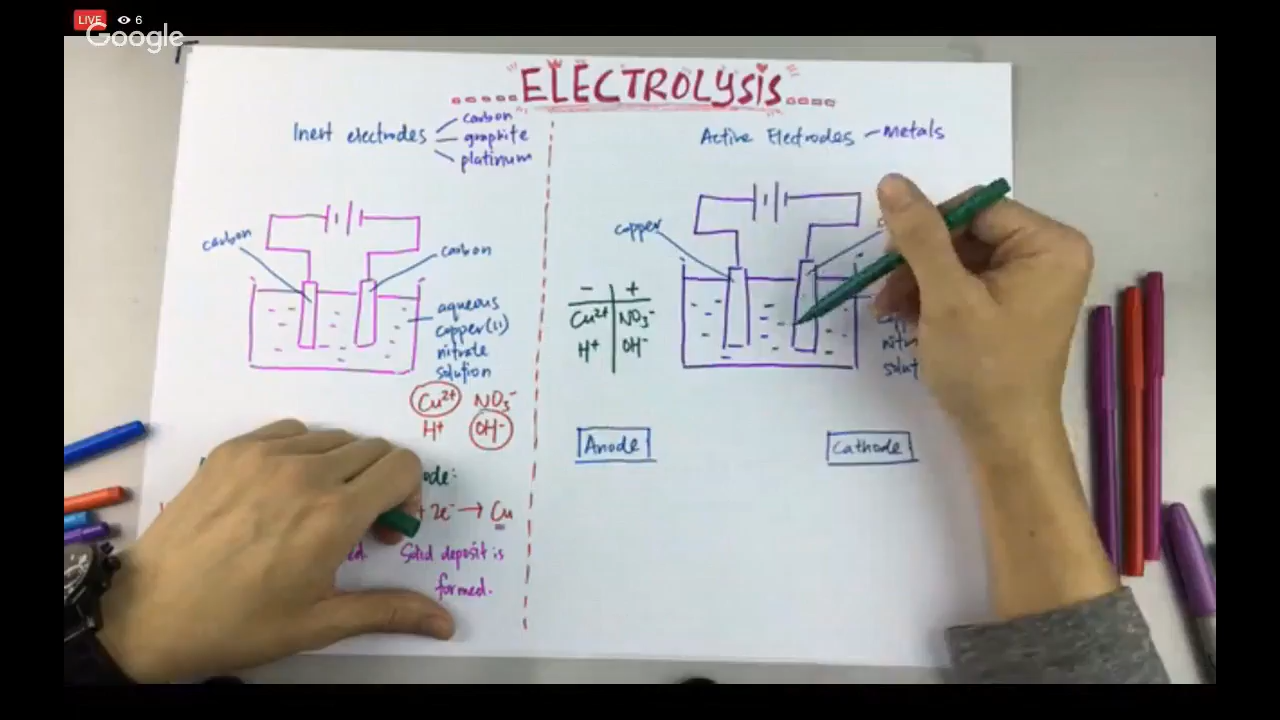 LIVE 6
Google
ELECTROLYSIS
Inert electrodes
carbon
graphite
platinum
carbon
carbon
aqueous
copper(II)
nitrate
solution
Cu²⁺ NO₃⁻
H⁺ OH⁻
ode:
+ 2e⁻ → Cu
ed.
Solid deposit is
formed.
Active Electrodes - Metals
copper
- +
Cu²⁺ NO₃⁻
H⁺ OH⁻
Anode
Cathode